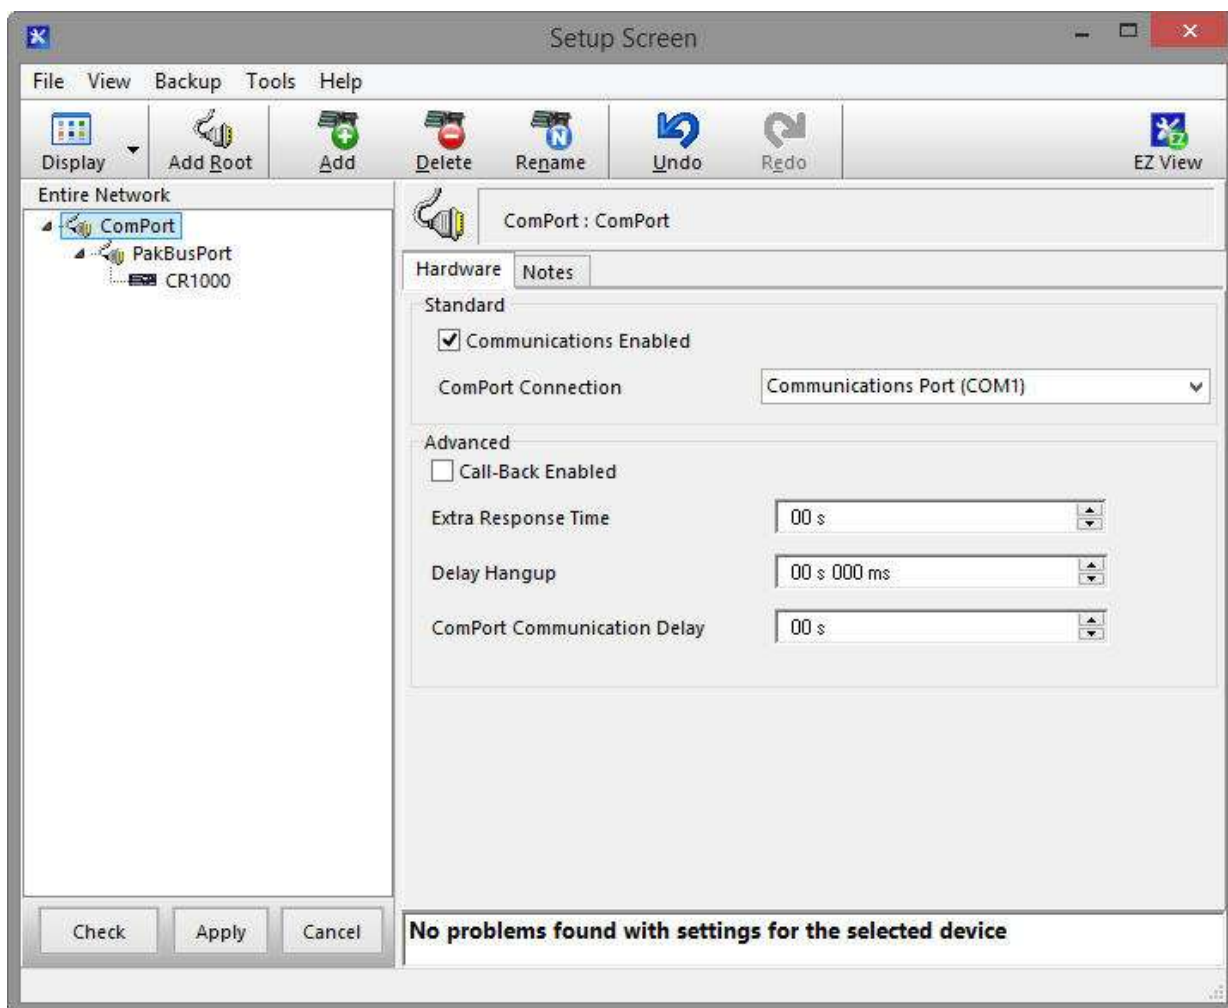 Setup Screen
File View Backup Tools Help
Display Add Root Add Delete Rename Undo Redo EZ View
Entire Network
ComPort
PakBusPort
CR1000
ComPort : ComPort
Hardware Notes
Standard
Communications Enabled
ComPort Connection Communications Port (COM1)
Advanced
Call-Back Enabled
Extra Response Time 00 s
Delay Hangup 00 s 000 ms
ComPort Communication Delay 00 s
Check Apply Cancel
No problems found with settings for the selected device